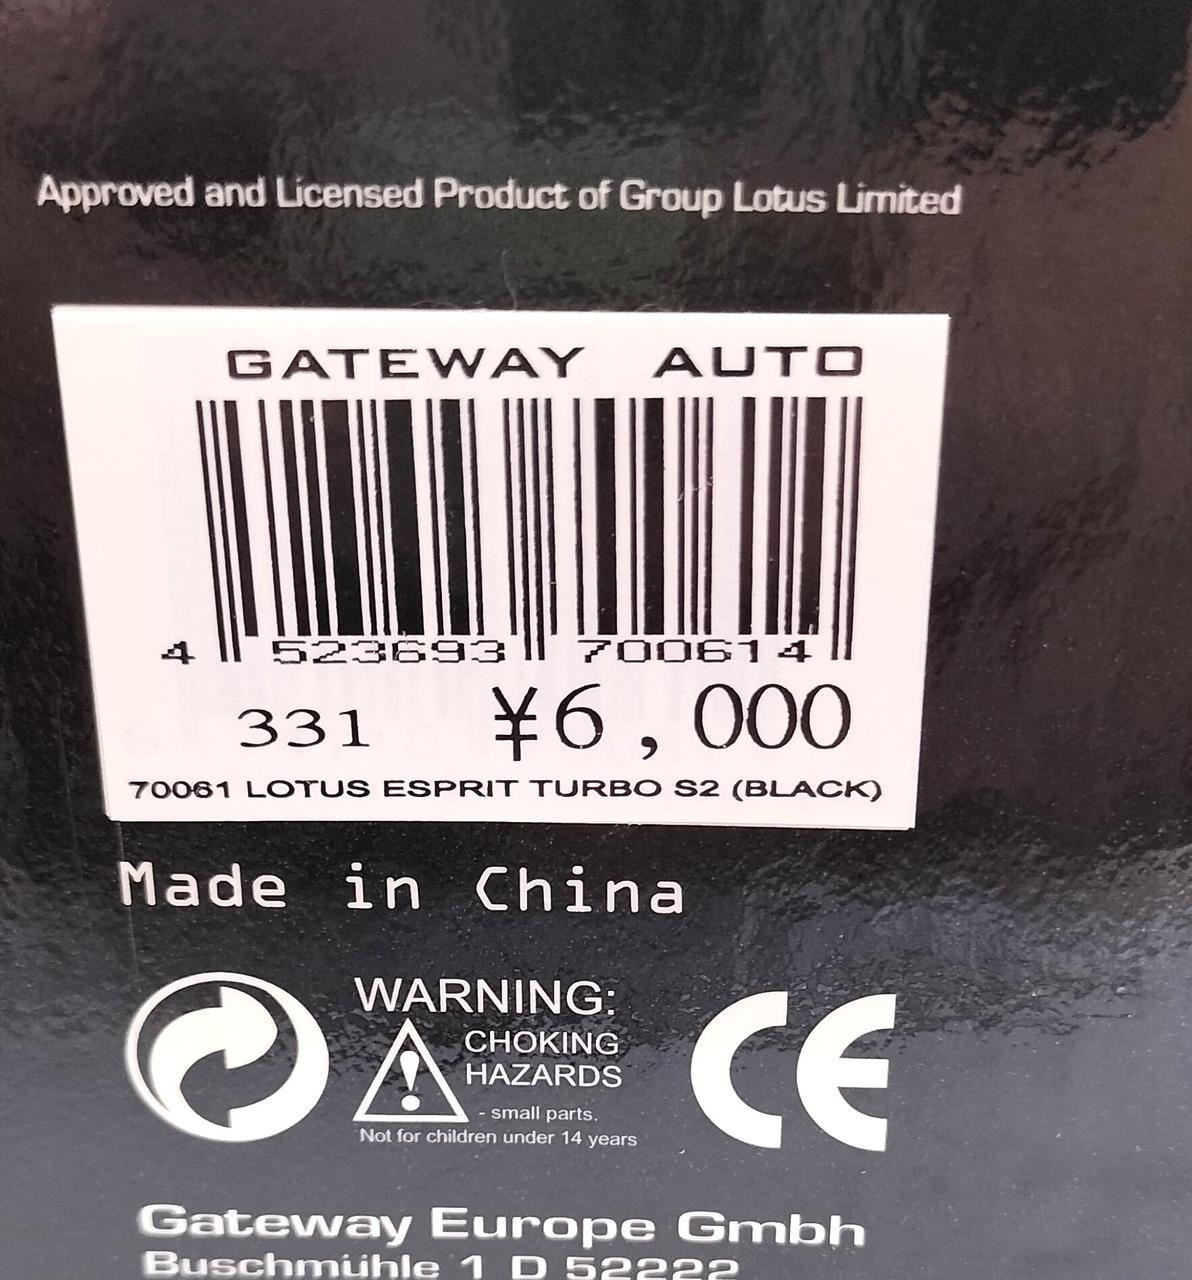 Approved and Licensed Product of Group Lotus Limited
GATEWAY AUTO
4 523693 700614
331 ¥6,000
70061 LOTUS ESPRIT TURBO S2 (BLACK)
Made in China
WARNING:
CHOKING
HAZARDS
- small parts.
Not for children under 14 years
CE
Gateway Europe Gmbh
Buschmühle 1 D 52222